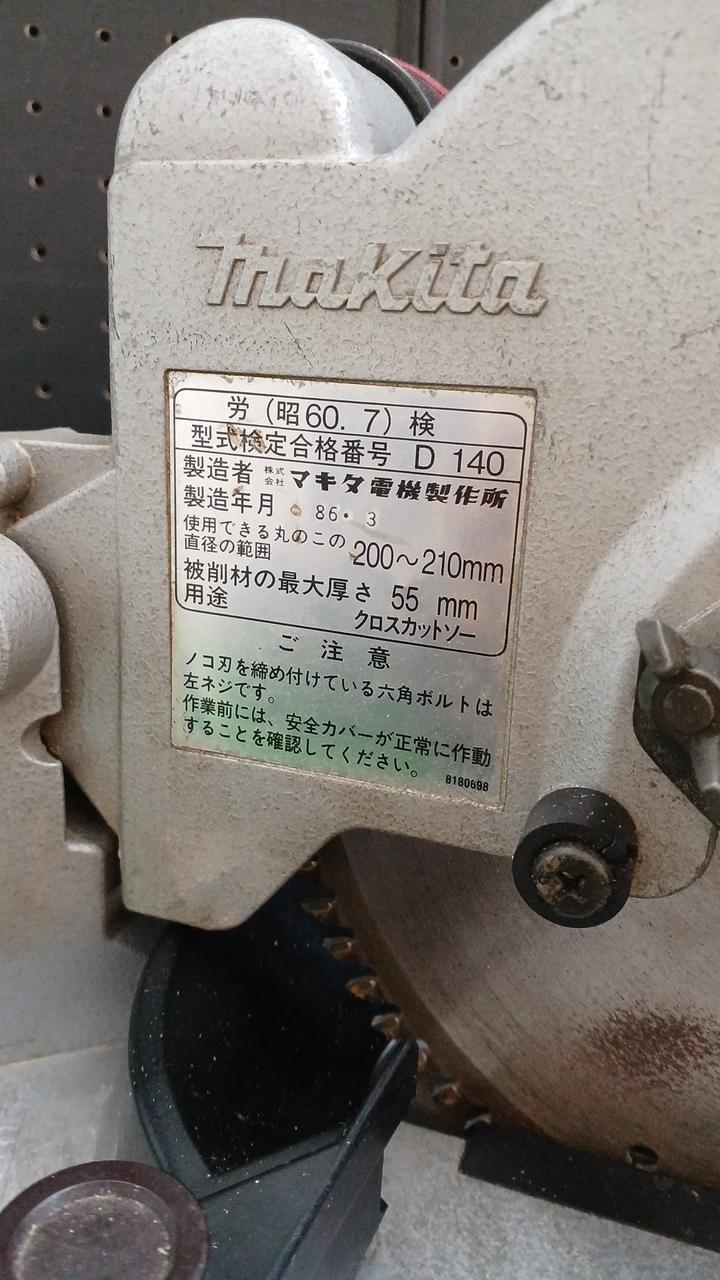 makita
労 (昭60. 7) 検
型式検定合格番号 D 140
製造者 株式会社 マキタ電機製作所
製造年月 86. 3
使用できる丸のこの直径の範囲 200～210mm
被削材の最大厚さ 55 mm
用途 クロスカットソー
ご注意
ノコ刃を締め付けている六角ボルトは
左ネジです。
作業前には、安全カバーが正常に作動
することを確認してください。
8180698